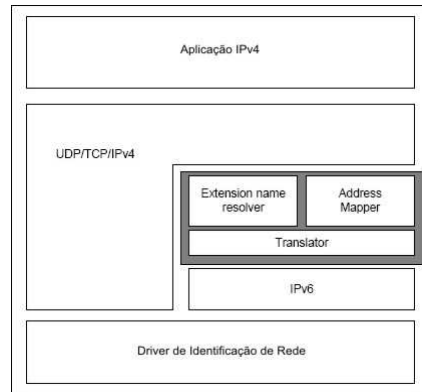 Aplicação IPv4
UDP/TCP/IPv4
Extension name
resolver
Address
Mapper
Translator
IPv6
Driver de Identificação de Rede